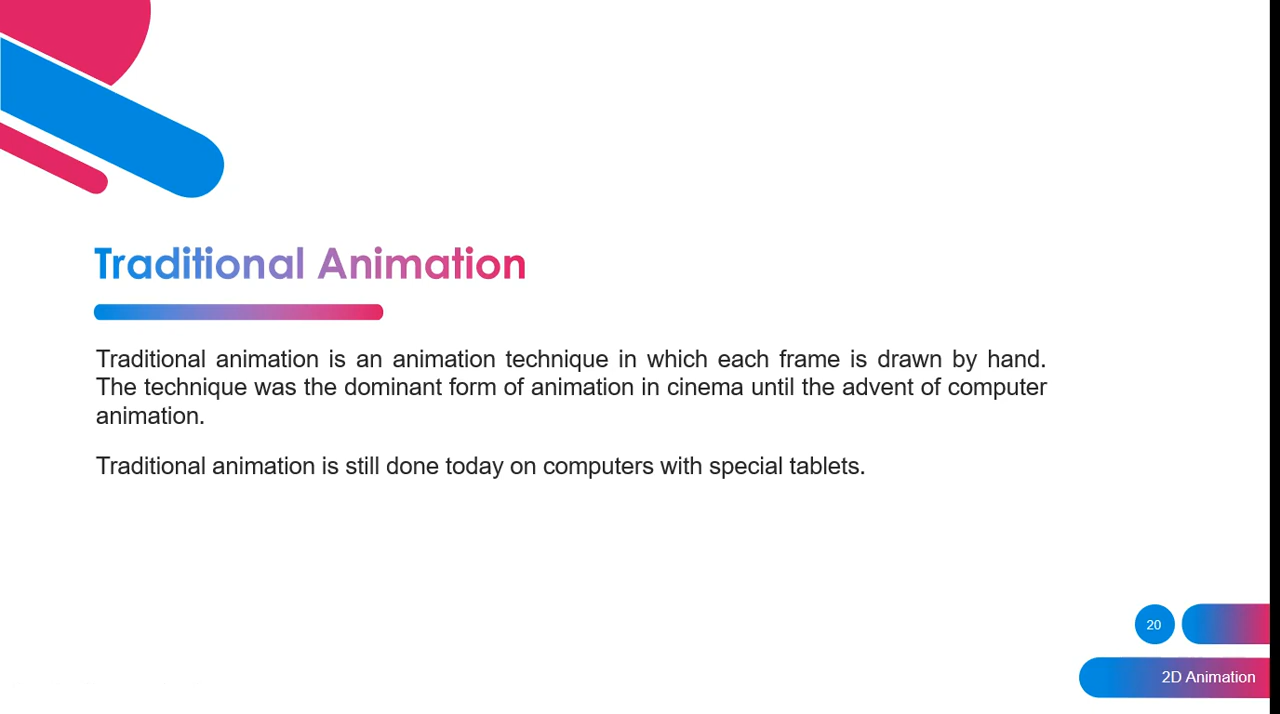 Traditional Animation
Traditional animation is an animation technique in which each frame is drawn by hand.
The technique was the dominant form of animation in cinema until the advent of computer
animation.
Traditional animation is still done today on computers with special tablets.
20
2D Animation